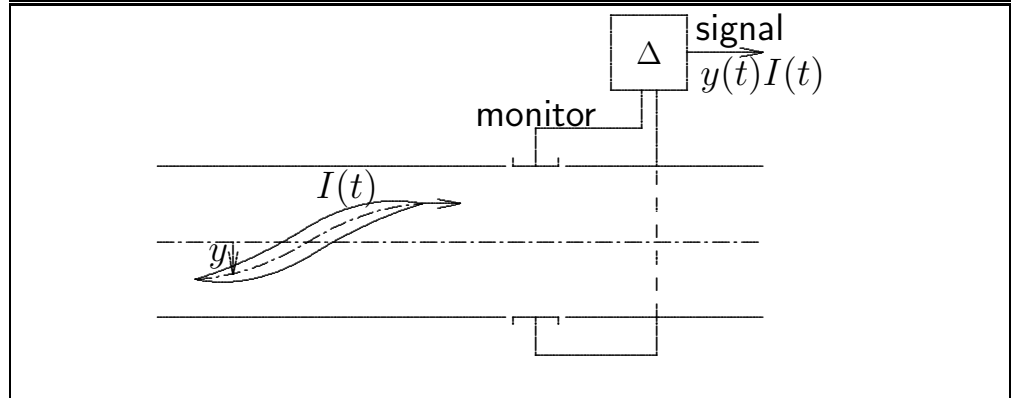 signal
Δ
y(t)I(t)
monitor
I(t)
y